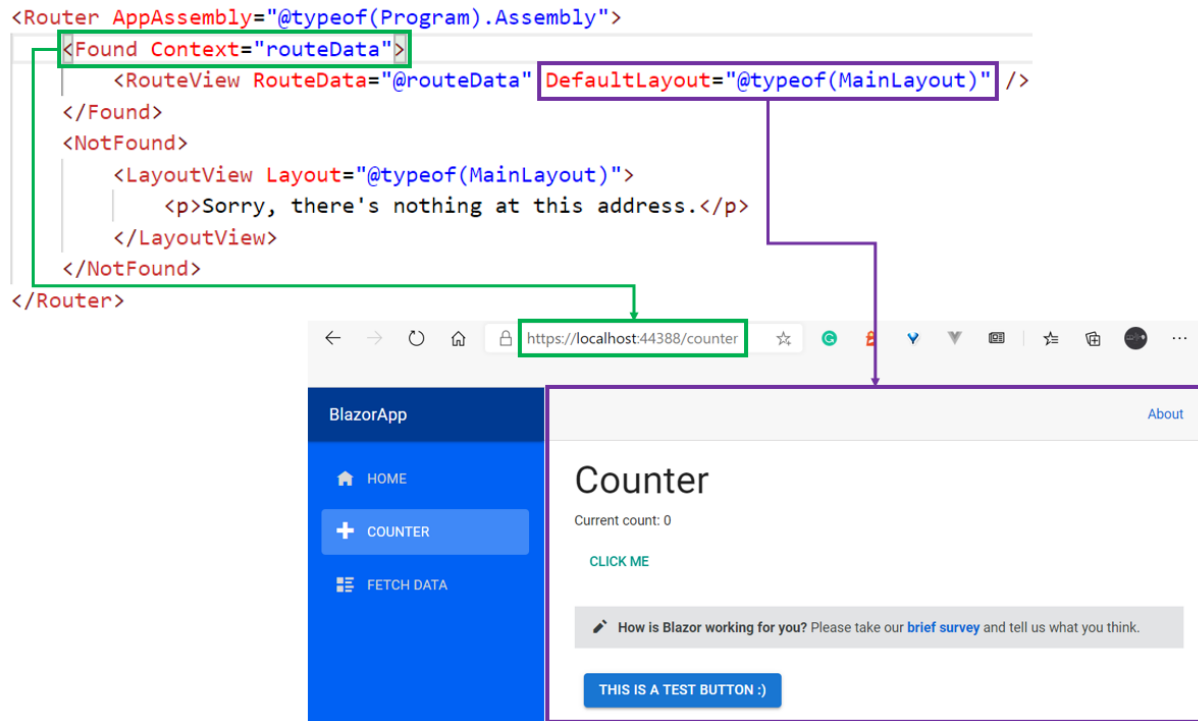 <Router AppAssembly="@typeof(Program).Assembly">
<Found Context="routeData">
<RouteView RouteData="@routeData" DefaultLayout="@typeof(MainLayout)" />
</Found>
<NotFound>
<LayoutView Layout="@typeof(MainLayout)">
<p>Sorry, there's nothing at this address.</p>
</LayoutView>
</NotFound>
</Router>
https://localhost:44388/counter
BlazorApp
About
HOME
COUNTER
FETCH DATA
Counter
Current count: 0
CLICK ME
How is Blazor working for you? Please take our brief survey and tell us what you think.
THIS IS A TEST BUTTON :)